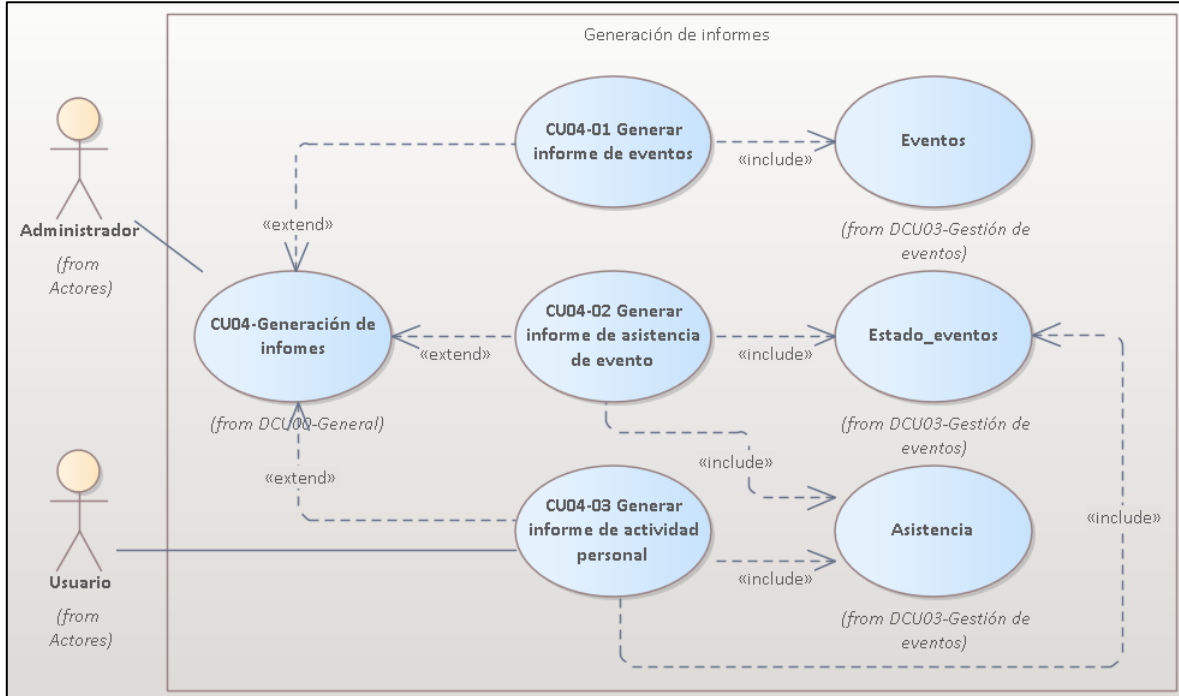 Generación de informes
CU04-01 Generar
informe de eventos
«include»
Eventos
(from DCU03-Gestión de
eventos)
«extend»
Administrador
(from
Actores)
CU04-Generación de
infomes
(from DCU00-General)
«extend»
CU04-02 Generar
informe de asistencia
de evento
«include»
Estado_eventos
(from DCU03-Gestión de
eventos)
«include»
«extend»
Usuario
(from
Actores)
CU04-03 Generar
informe de actividad
personal
«include»
Asistencia
(from DCU03-Gestión de
eventos)
«include»